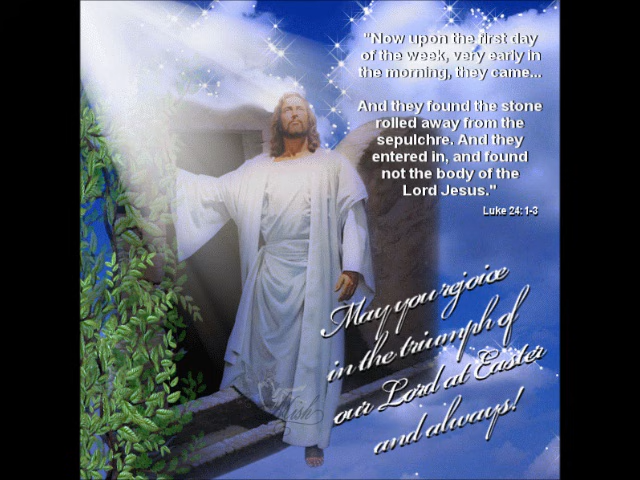 "Now upon the first day
of the week, very early in
the morning, they came...
And they found the stone
rolled away from the
sepulchre. And they
entered in, and found
not the body of the
Lord Jesus."
Luke 24:1-3
May you rejoice
in the triumph of
our Lord at Easter
and always!